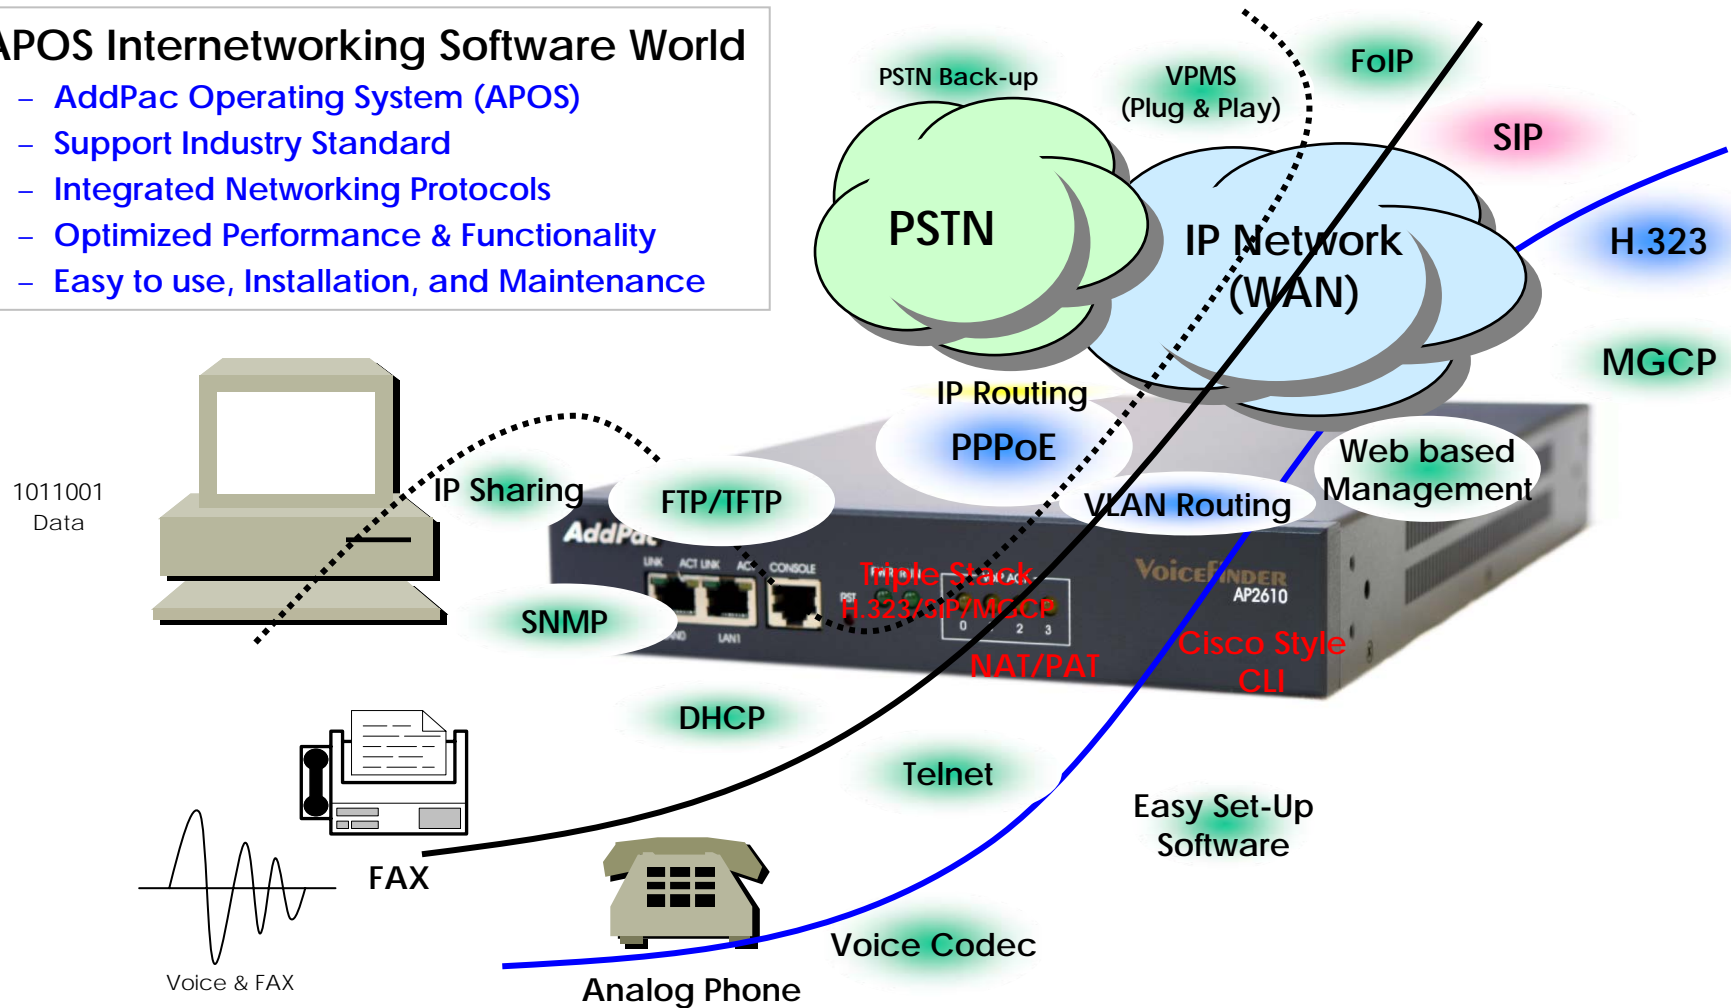 APOS Internetworking Software World
– AddPac Operating System (APOS)
– Support Industry Standard
– Integrated Networking Protocols
– Optimized Performance & Functionality
– Easy to use, Installation, and Maintenance
PSTN Back-up
VPMS
(Plug & Play)
FoIP
SIP
H.323
MGCP
PSTN
IP Network
(WAN)
IP Routing
PPPoE
Web based
Management
VLAN Routing
1011001
Data
IP Sharing
FTP/TFTP
AddPac
LINK ACT LINK
CONSOLE
LAN1
0 2 3
VoiceFINDER
AP2610
Triple Stack
H.323/SIP/MGCP
NAT/PAT
Cisco Style
CLI
SNMP
DHCP
Telnet
Easy Set-Up
Software
FAX
Voice Codec
Voice & FAX
Analog Phone